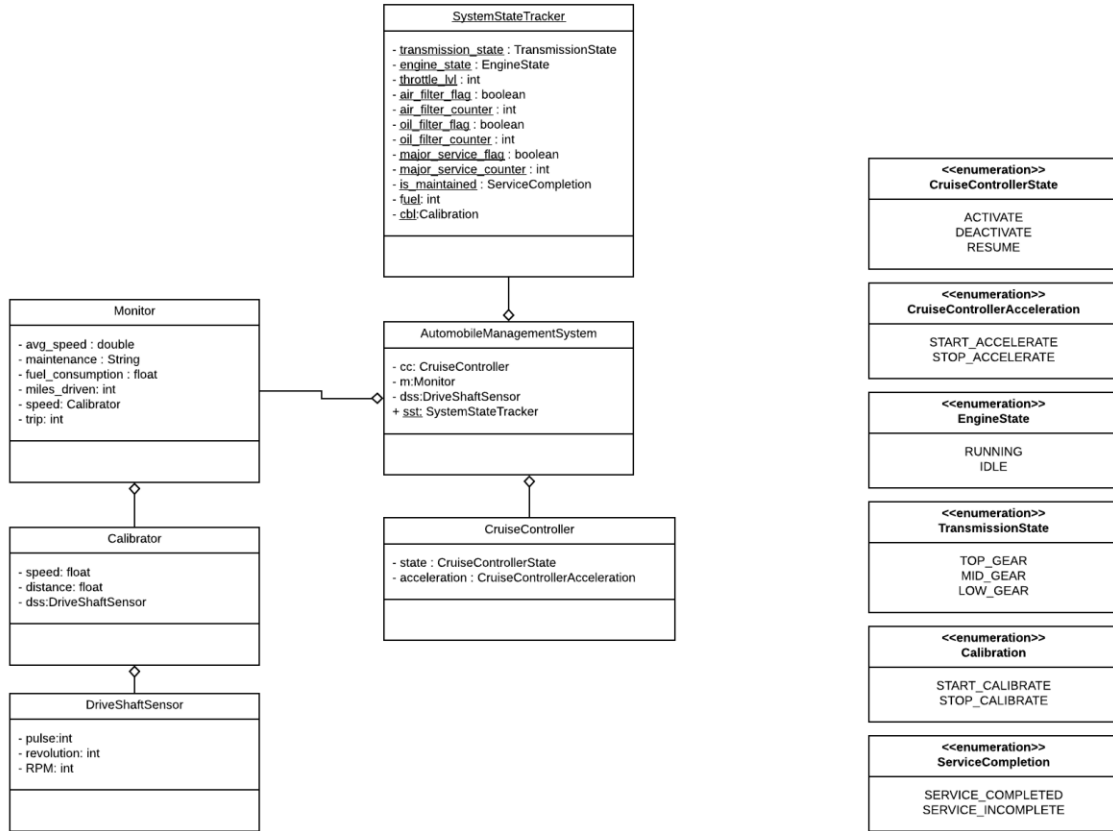 SystemStateTracker
- transmission_state : TransmissionState
- engine_state : EngineState
- throttle_lvl : int
- air_filter_flag : boolean
- air_filter_counter : int
- oil_filter_flag : boolean
- oil_filter_counter : int
- major_service_flag : boolean
- major_service_counter : int
- is_maintained : ServiceCompletion
- fuel: int
- cbl:Calibration
Monitor
- avg_speed : double
- maintenance : String
- fuel_consumption : float
- miles_driven: int
- speed: Calibrator
- trip: int
AutomobileManagementSystem
- cc: CruiseController
- m:Monitor
- dss:DriveShaftSensor
+ sst: SystemStateTracker
Calibrator
- speed: float
- distance: float
- dss:DriveShaftSensor
CruiseController
- state : CruiseControllerState
- acceleration : CruiseControllerAcceleration
DriveShaftSensor
- pulse:int
- revolution: int
- RPM: int
<<enumeration>>
CruiseControllerState
ACTIVATE
DEACTIVATE
RESUME
<<enumeration>>
CruiseControllerAcceleration
START_ACCELERATE
STOP_ACCELERATE
<<enumeration>>
EngineState
RUNNING
IDLE
<<enumeration>>
TransmissionState
TOP_GEAR
MID_GEAR
LOW_GEAR
<<enumeration>>
Calibration
START_CALIBRATE
STOP_CALIBRATE
<<enumeration>>
ServiceCompletion
SERVICE_COMPLETED
SERVICE_INCOMPLETE